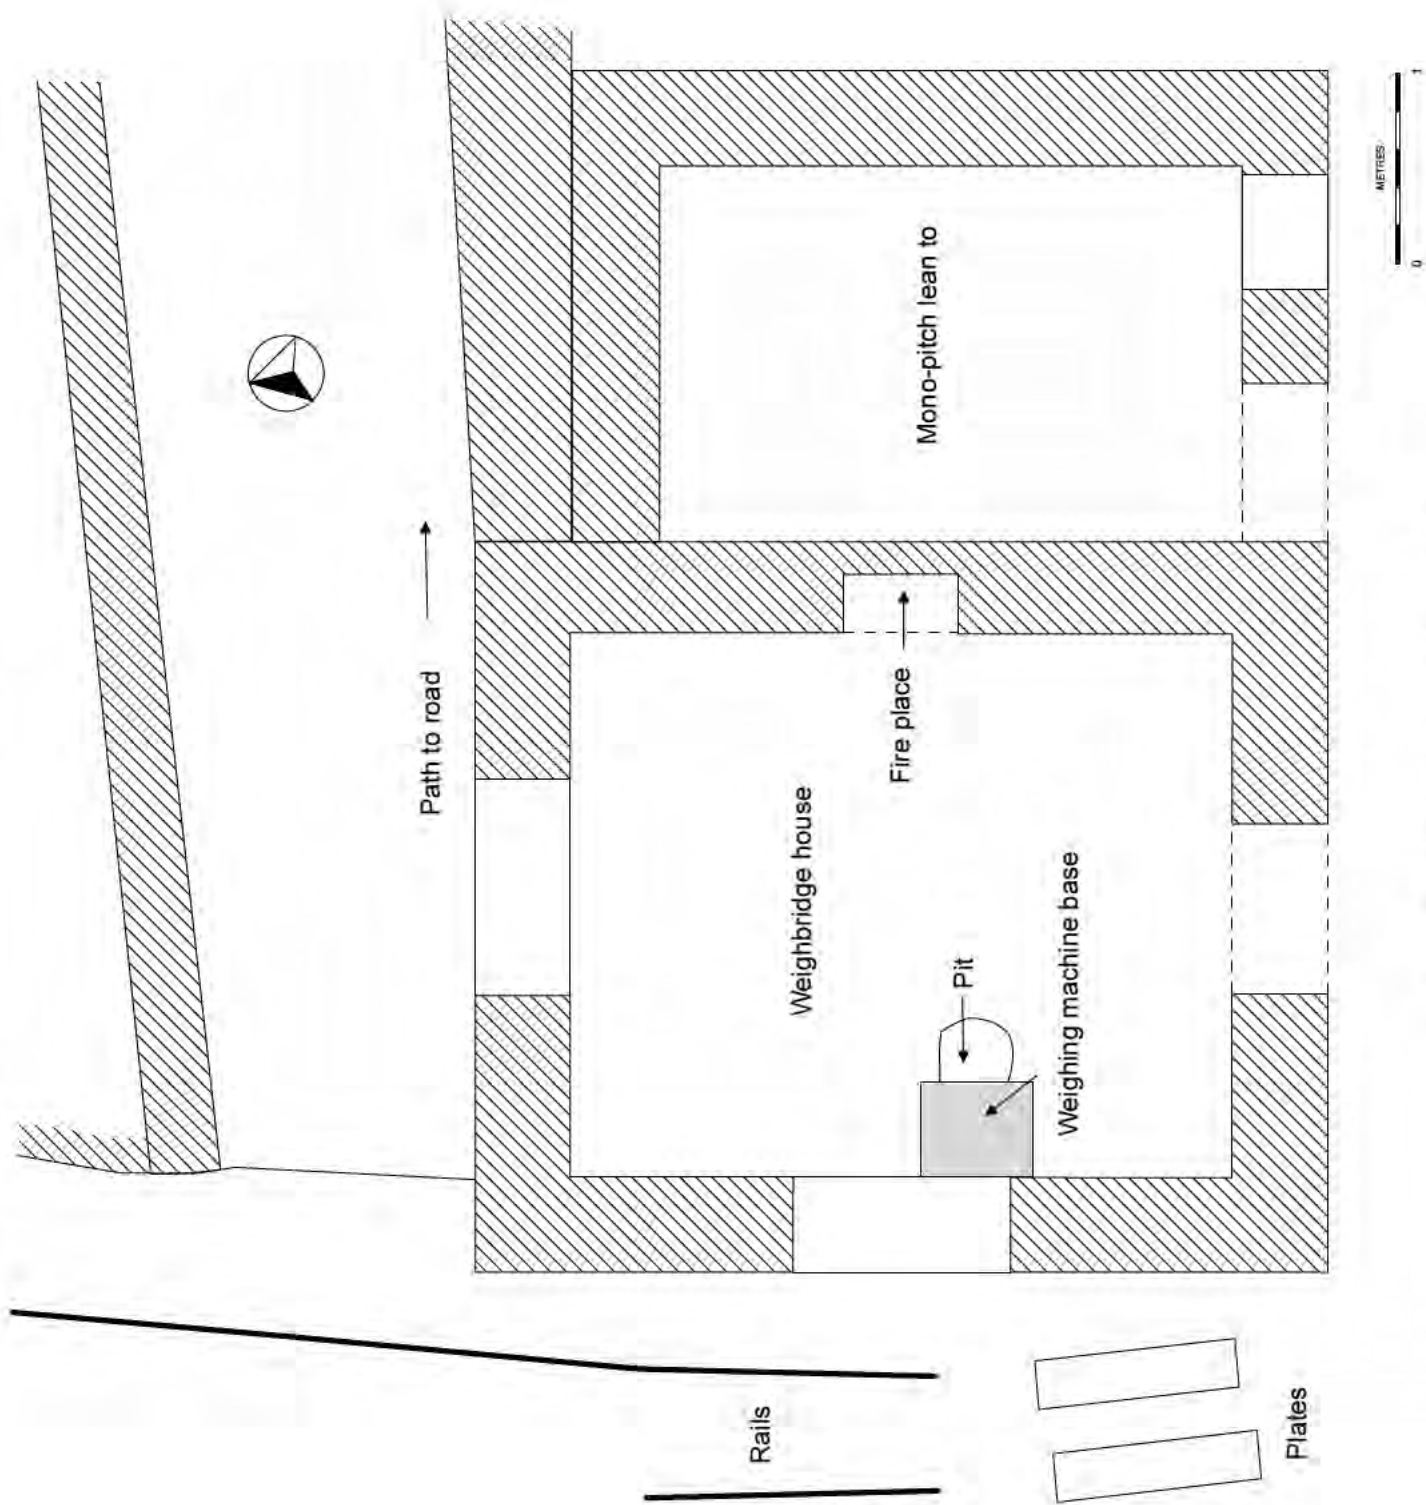 Path to road
Mono-pitch lean to
METRES
0
1
Fire place
Weighbridge house
Pit
Weighing machine base
Rails
Plates